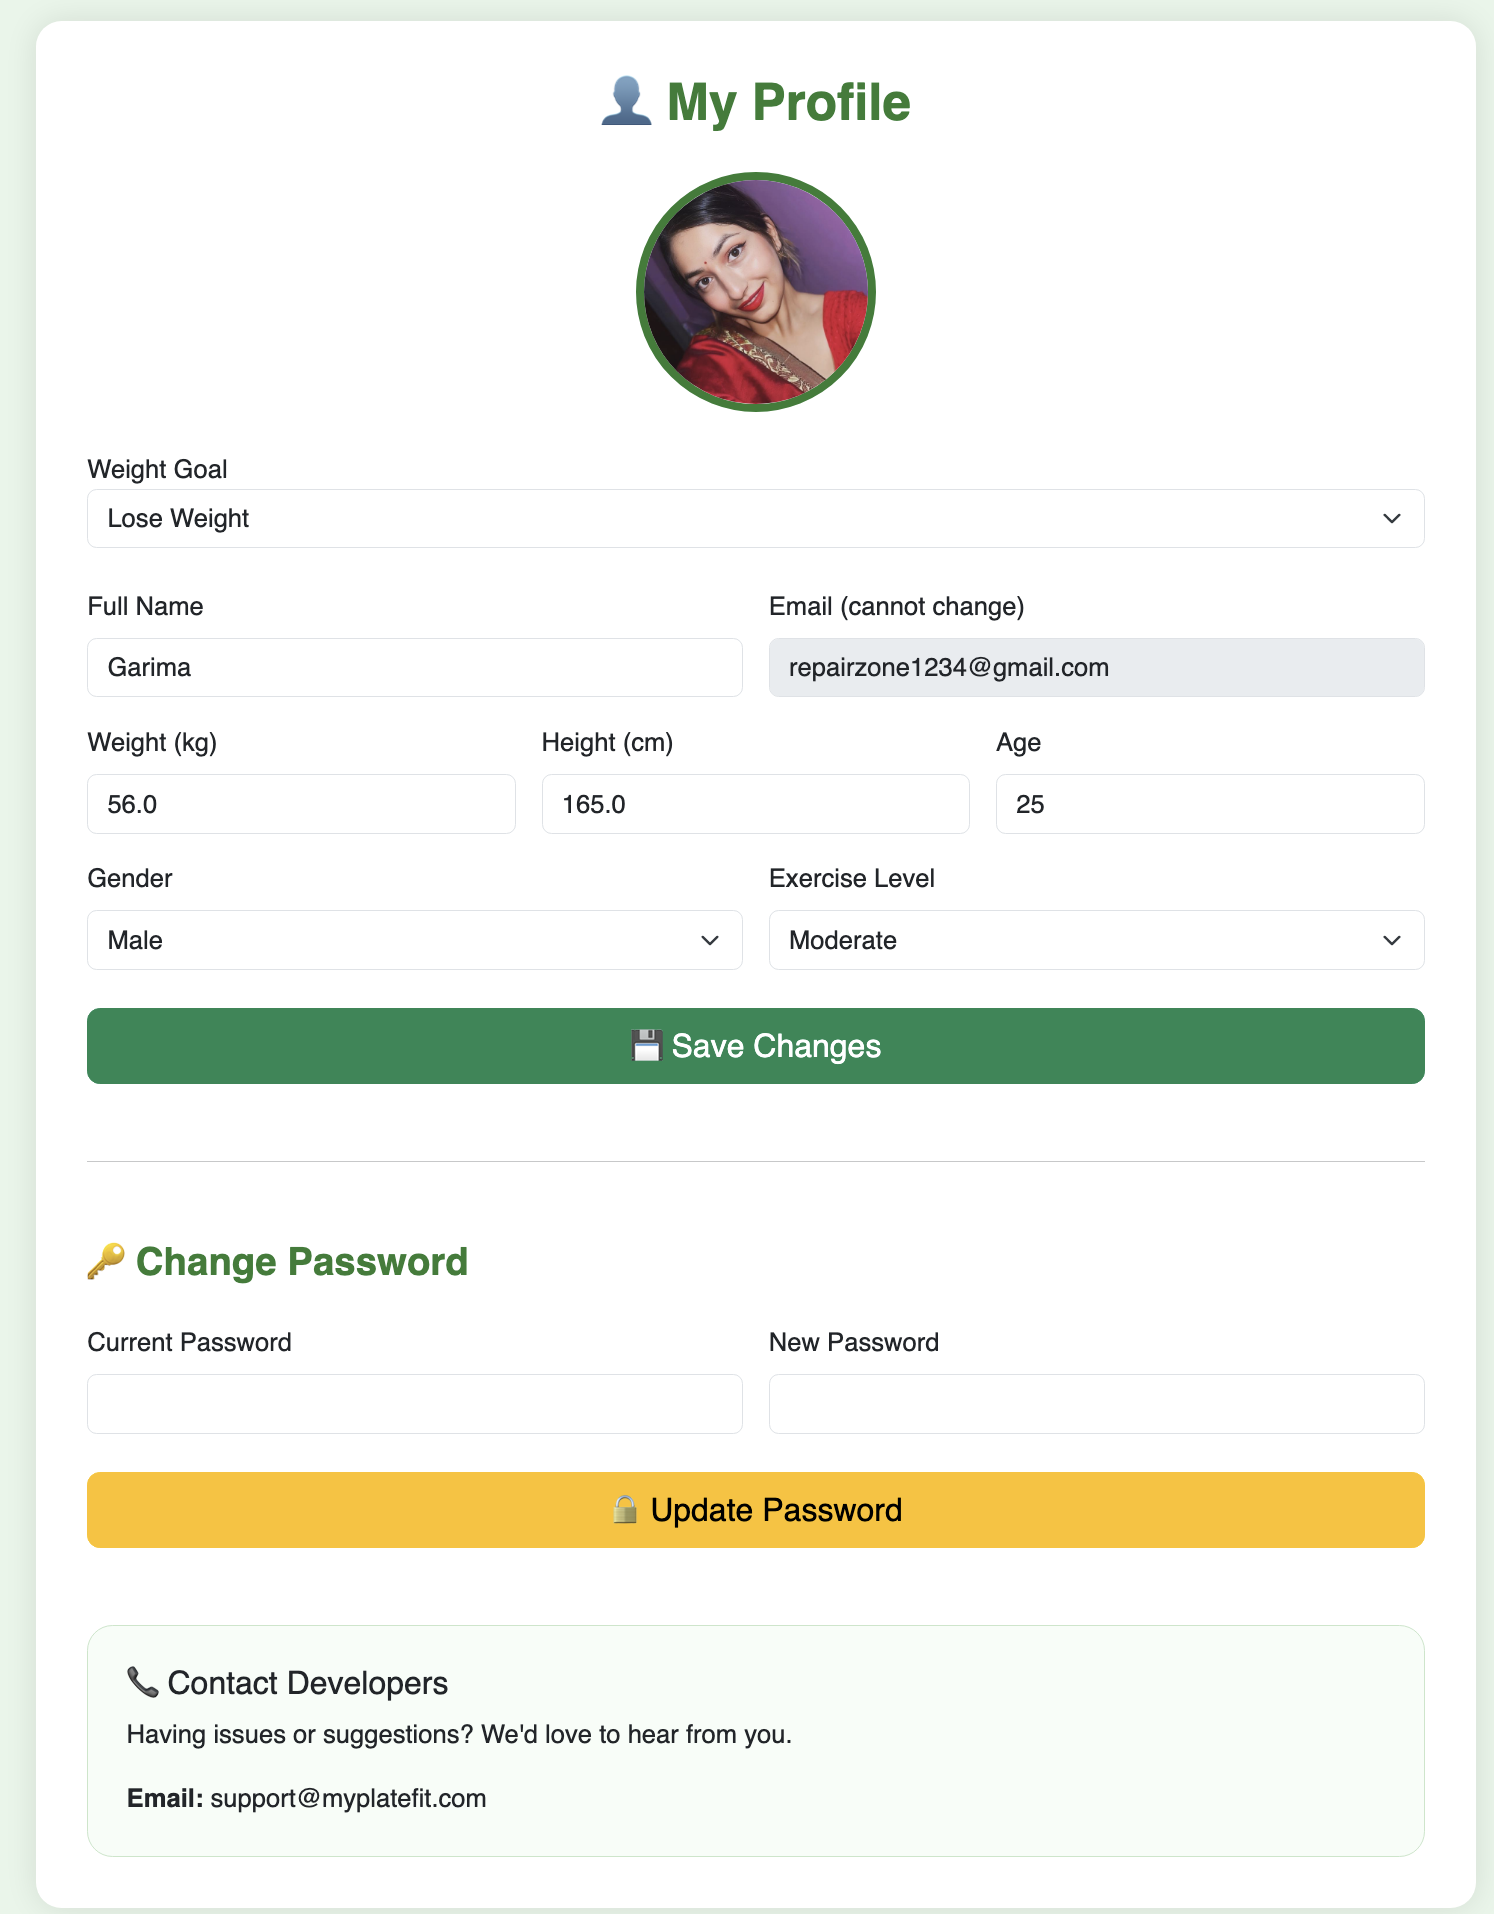 👤 My Profile
Weight Goal
Lose Weight
Full Name
Email (cannot change)
Garima
repairzone1234@gmail.com
Weight (kg)
Height (cm)
Age
56.0
165.0
25
Gender
Exercise Level
Male
Moderate
💾 Save Changes
🔑 Change Password
Current Password
New Password
🔒 Update Password
📞 Contact Developers
Having issues or suggestions? We'd love to hear from you.
Email: support@myplatefit.com